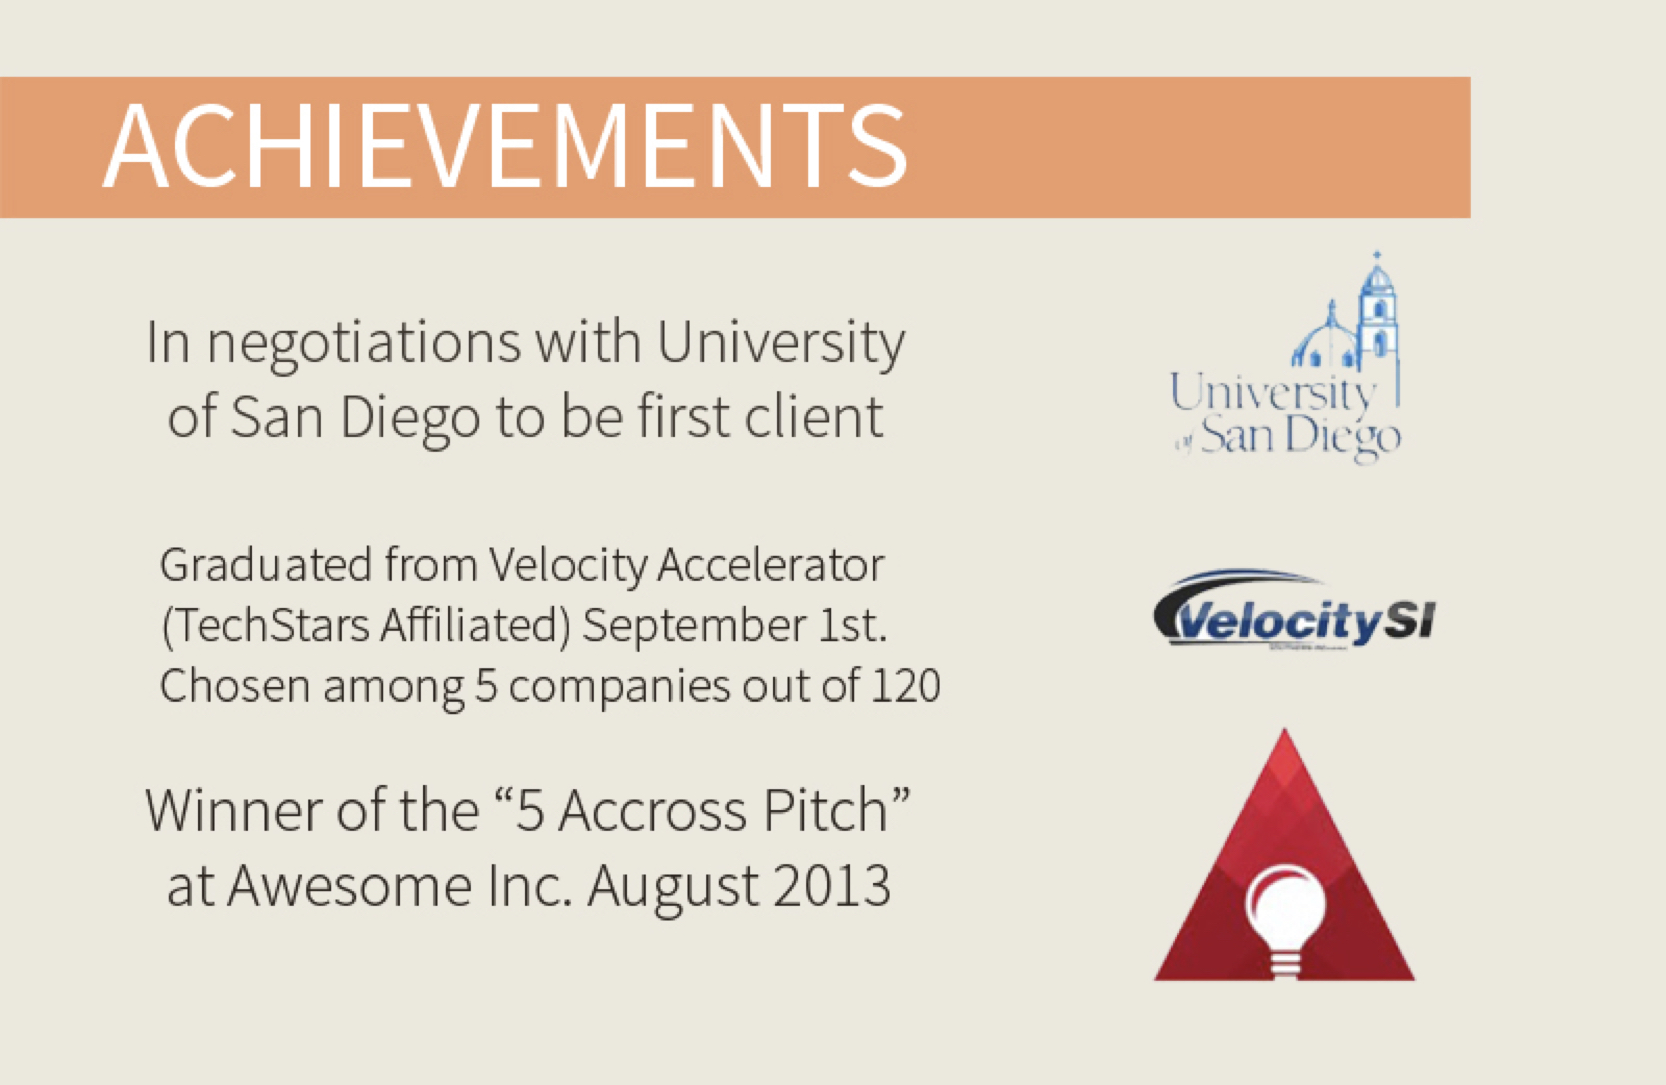 ACHIEVEMENTS
In negotiations with University
of San Diego to be first client
University
of San Diego
Graduated from Velocity Accelerator
(TechStars Affiliated) September 1st.
Chosen among 5 companies out of 120
VelocitySI
Winner of the “5 Accross Pitch”
at Awesome Inc. August 2013